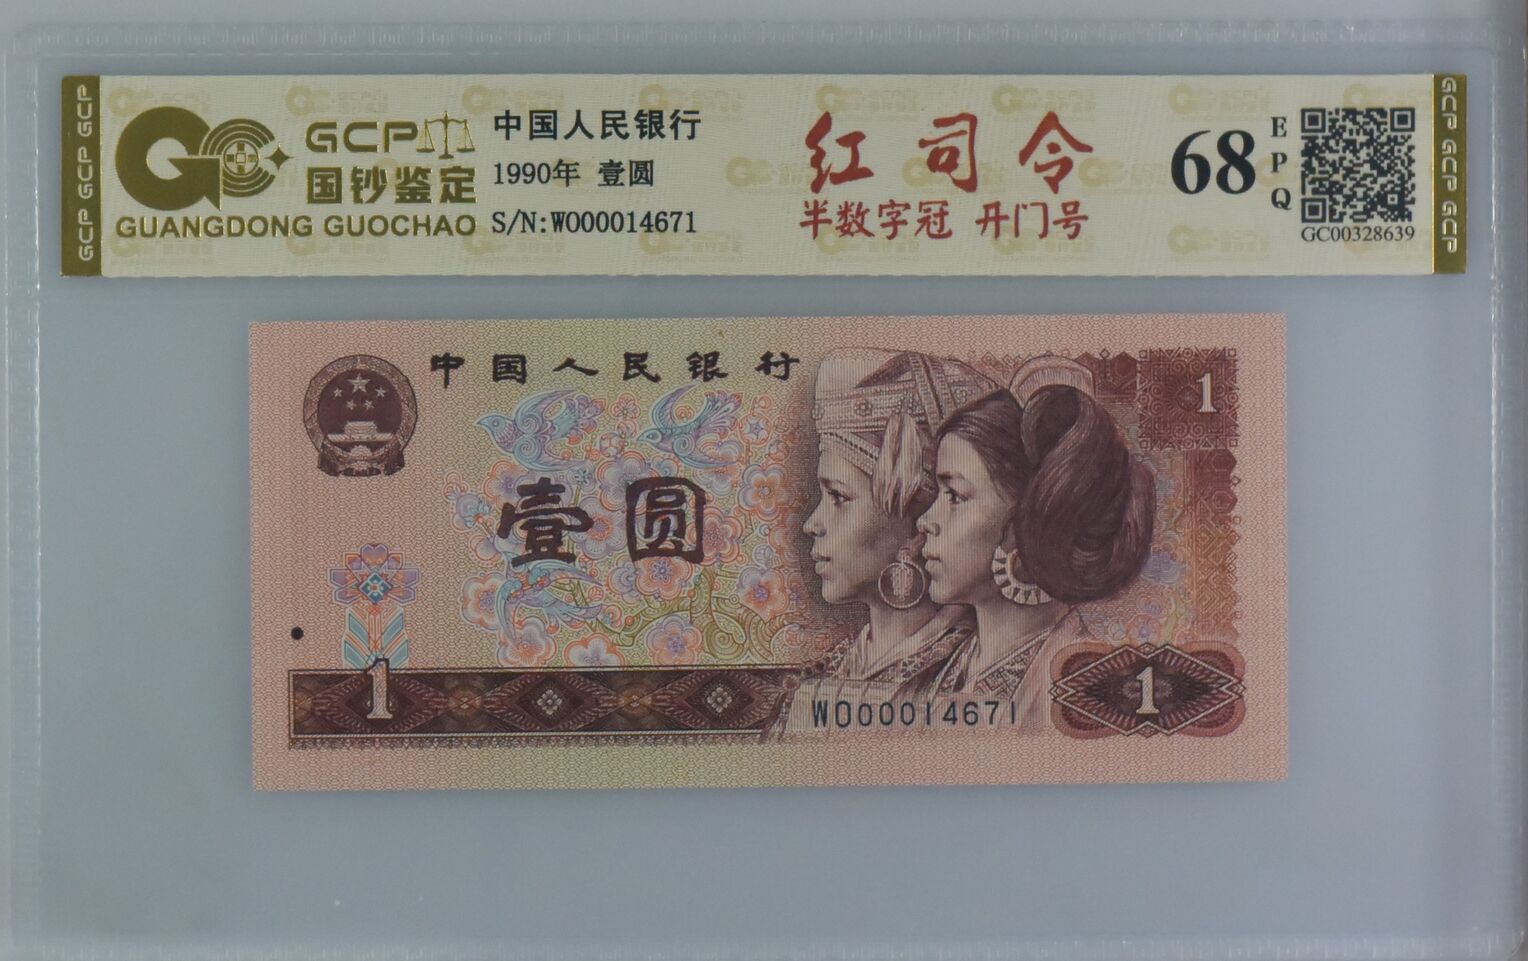 GCP GCP GCP
GCP
国钞鉴定
GUANGDONG GUOCHAO
中国人民银行
1990年 壹圆
S/N:WO00014671
红司令
半数字冠 开门号
68
EPQ
GC00328639
GCP GCP GCP
中国人民银行
1
壹圆
1
WO00014671
1